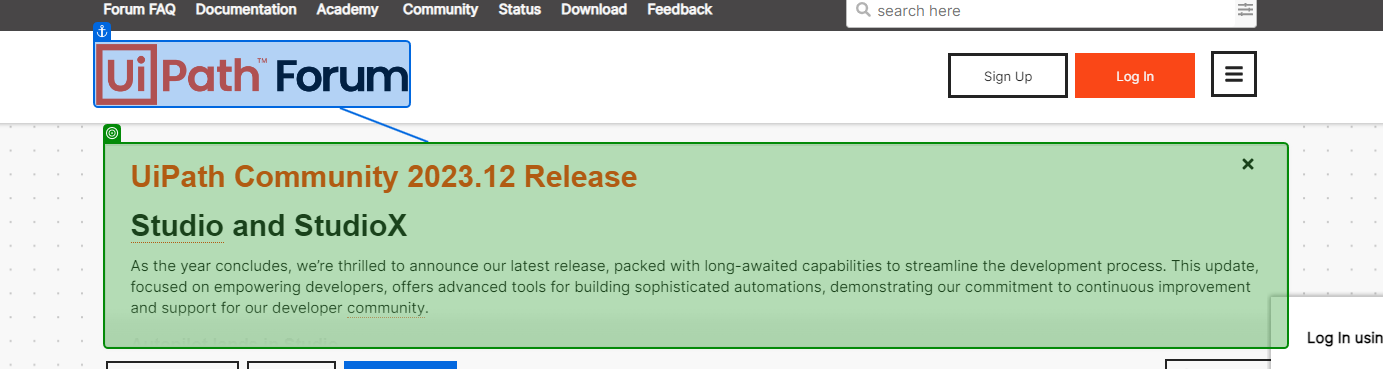 Forum FAQ Documentation Academy Community Status Download Feedback search here
UiPath™ Forum
Sign Up Log In
UiPath Community 2023.12 Release
Studio and StudioX
As the year concludes, we're thrilled to announce our latest release, packed with long-awaited capabilities to streamline the development process. This update,
focused on empowering developers, offers advanced tools for building sophisticated automations, demonstrating our commitment to continuous improvement
and support for our developer community.
Log In usin